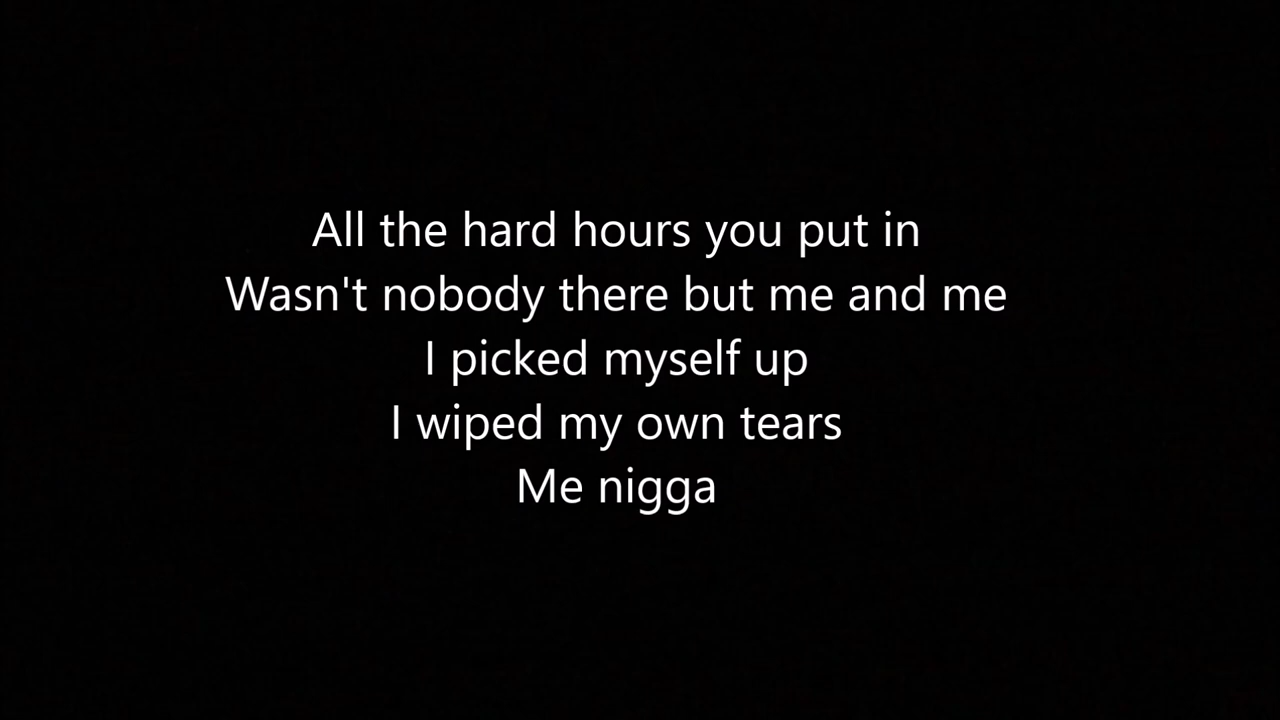 All the hard hours you put in
Wasn't nobody there but me and me
I picked myself up
I wiped my own tears
Me nigga